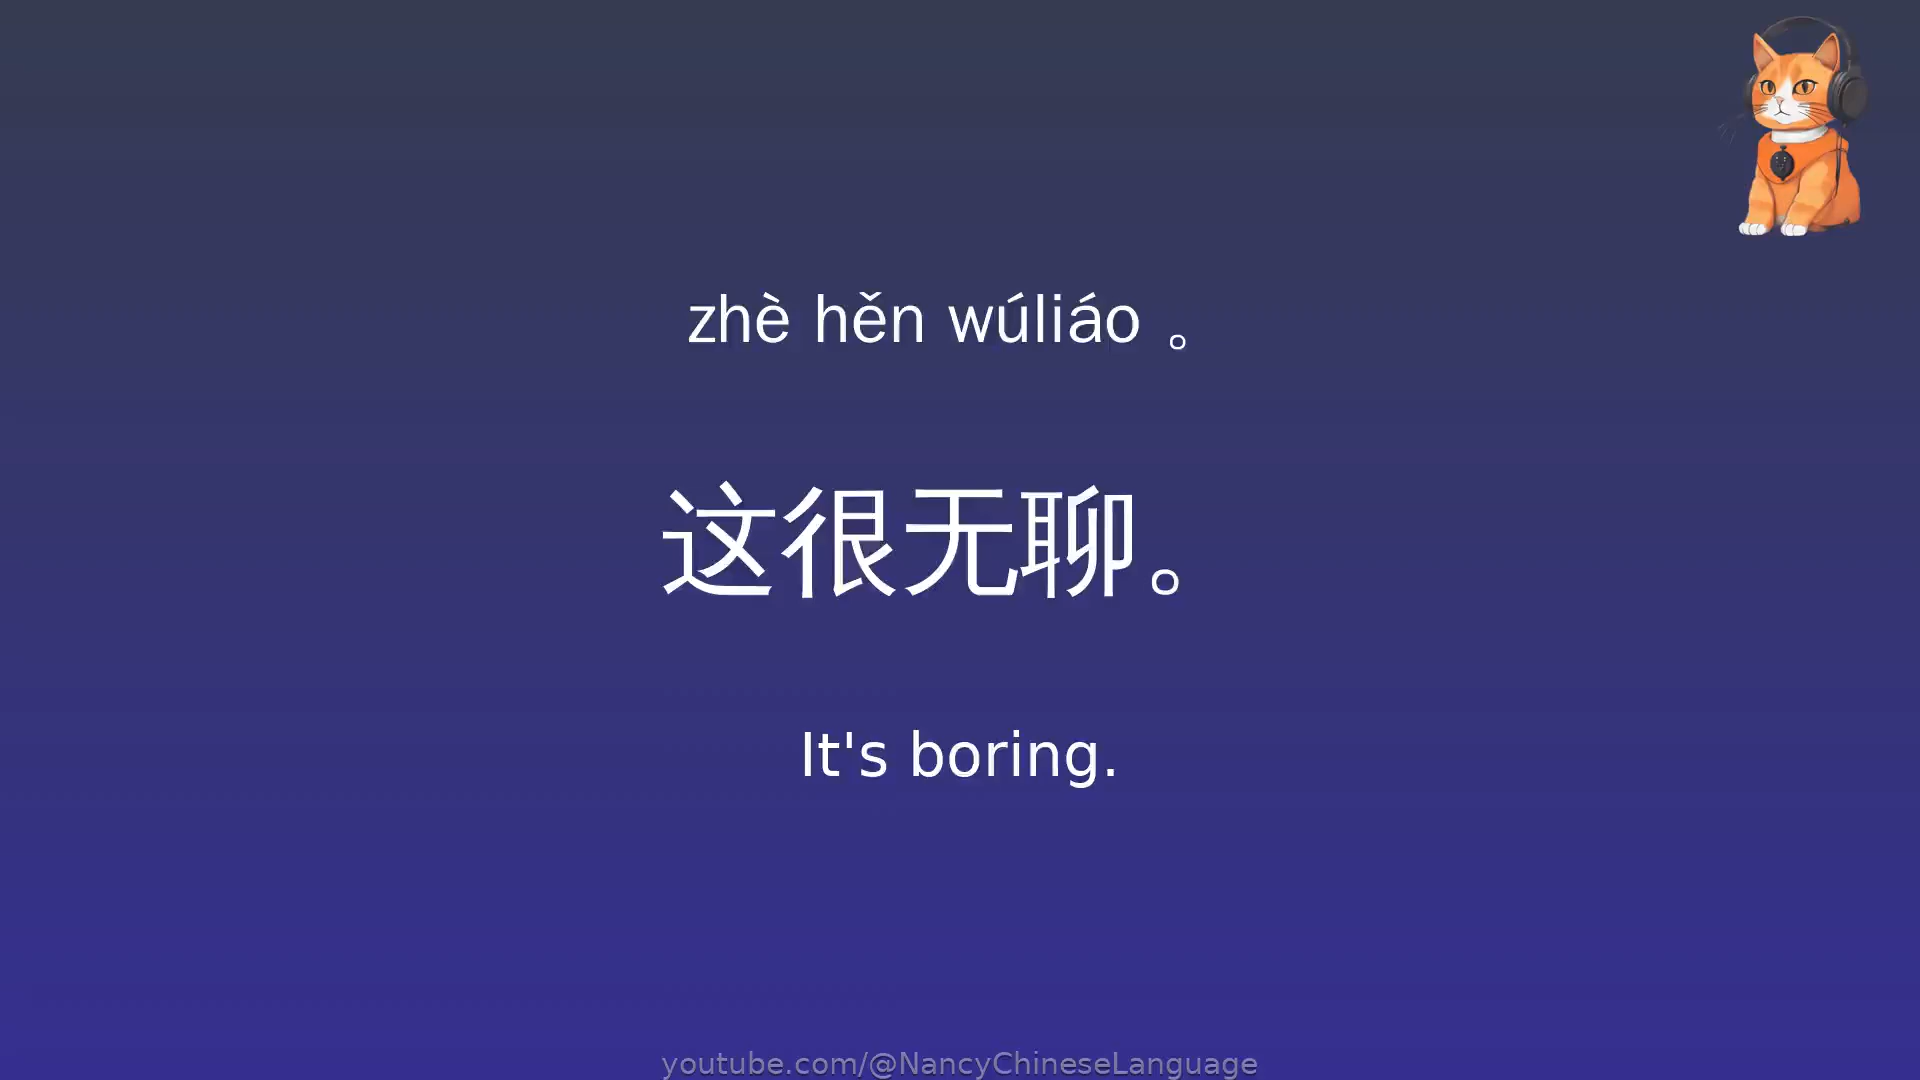 zhè hěn wúliáo 。
这很无聊。
It's boring.
youtube.com/@NancyChineseLanguage